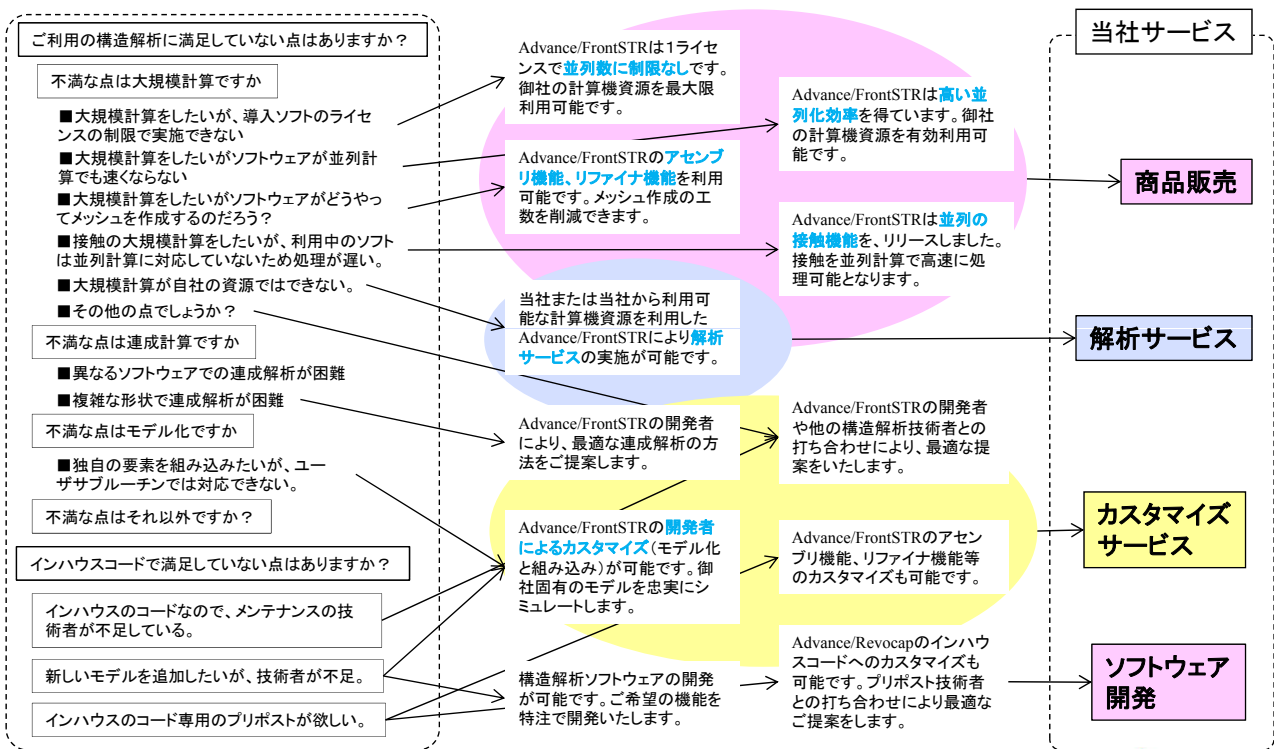 ご利用の構造解析に満足していない点はありますか？
不満な点は大規模計算ですか
■大規模計算をしたいが、導入ソフトのライセ
ンスの制限で実施できない
■大規模計算をしたいがソフトウェアが並列計
算でも速くならない
■大規模計算をしたいがソフトウェアがどうやっ
てメッシュを作成するのだろう？
■接触の大規模計算をしたいが、利用中のソフト
は並列計算に対応していないため処理が遅い。
■大規模計算が自社の資源ではできない。
■その他の点でしょうか？
不満な点は連成計算ですか
■異なるソフトウェアでの連成解析が困難
■複雑な形状で連成解析が困難
不満な点はモデル化ですか
■独自の要素を組み込みたいが、ユー
ザサブルーチンでは対応できない。
不満な点はそれ以外ですか？
インハウスコードで満足していない点はありますか？
インハウスのコードなので、メンテナンスの技
術者が不足している。
新しいモデルを追加したいが、技術者が不足。
インハウスのコード専用のプリポストが欲しい。
Advance/FrontSTRは１ライセ
ンスで並列数に制限なしです。
御社の計算機資源を最大限
利用可能です。
Advance/FrontSTRのアセンブ
リ機能、リファイナ機能を利用
可能です。メッシュ作成の工
数を削減できます。
当社または当社から利用可
能な計算機資源を利用した
Advance/FrontSTRにより解析
サービスの実施が可能です。
Advance/FrontSTRの開発者
により、最適な連成解析の方
法をご提案します。
Advance/FrontSTRの開発者
によるカスタマイズ（モデル化
と組み込み）が可能です。御
社固有のモデルを忠実にシ
ミュレートします。
構造解析ソフトウェアの開発
が可能です。ご希望の機能を
特注で開発いたします。
Advance/FrontSTRは高い並
列化効率を得ています。御社
の計算機資源を有効利用可
能です。
Advance/FrontSTRは並列の
接触機能を、リリースしました。
接触を並列計算で高速に処
理可能となります。
Advance/FrontSTRの開発者
や他の構造解析技術者との
打ち合わせにより、最適な提
案をいたします。
Advance/FrontSTRのアセン
ブリ機能、リファイナ機能等
のカスタマイズも可能です。
Advance/Revocapのインハウ
スコードへのカスタマイズも
可能です。プリポスト技術者
との打ち合わせにより最適な
ご提案をします。
当社サービス
商品販売
解析サービス
カスタマイズ
サービス
ソフトウェア
開発